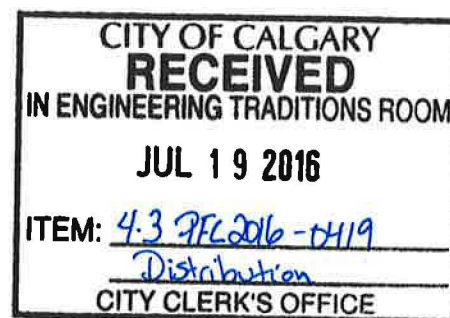 CITY OF CALGARY
RECEIVED
IN ENGINEERING TRADITIONS ROOM
JUL 19 2016
ITEM: 4.3 PFC2016-0419
Distribution
CITY CLERK'S OFFICE